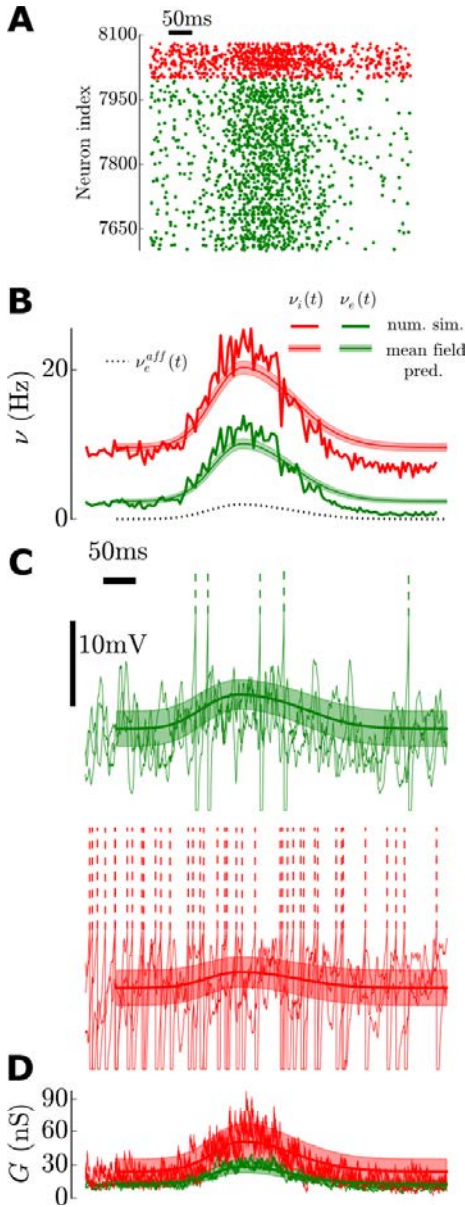 A
50ms
8100
7950
7800
7650
Neuron index
B
ν_i(t) ν_e(t)
num. sim.
mean field
pred.
ν_e^{aff}(t)
20
0
ν (Hz)
C
50ms
10mV
D
90
60
30
0
G (nS)